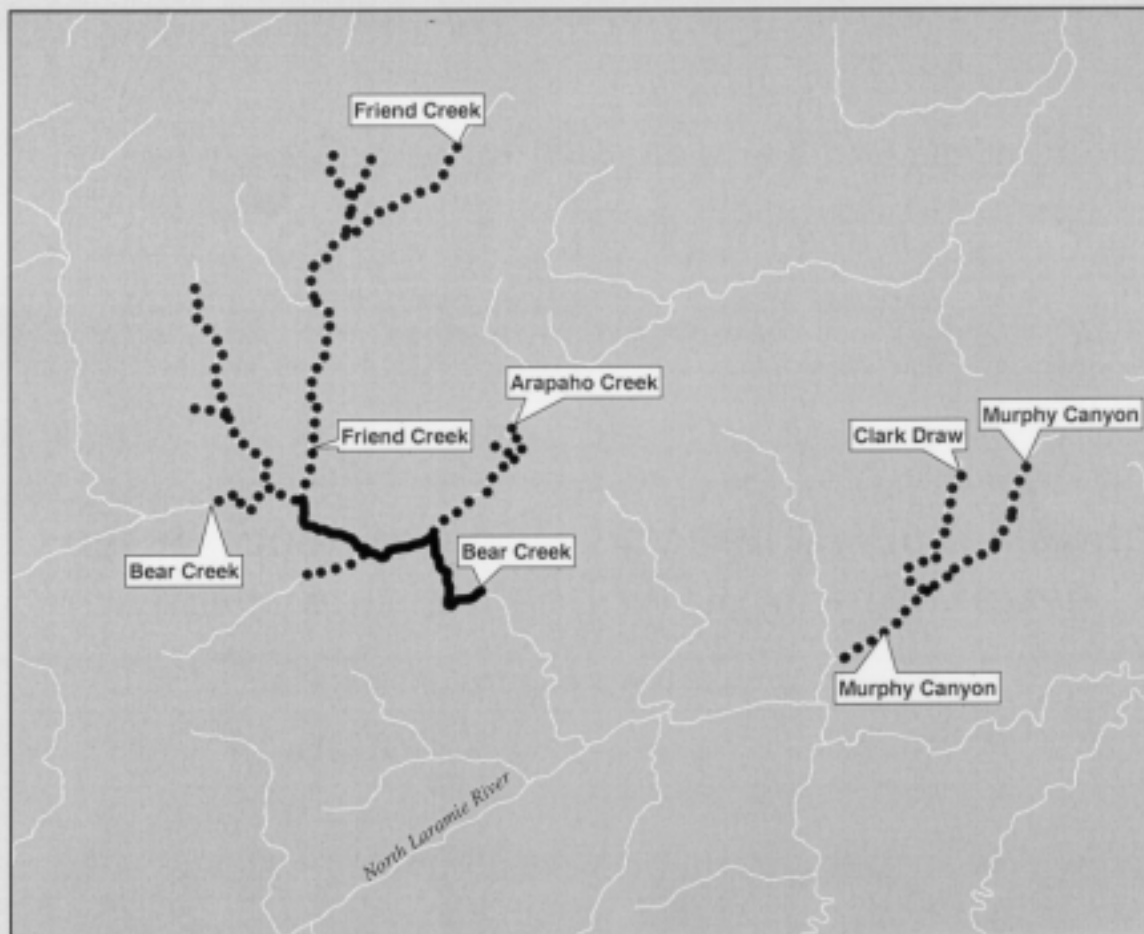 Friend Creek
Arapaho Creek
Murphy Canyon
Clark Draw
Friend Creek
Bear Creek
Bear Creek
Murphy Canyon
North Laramie River